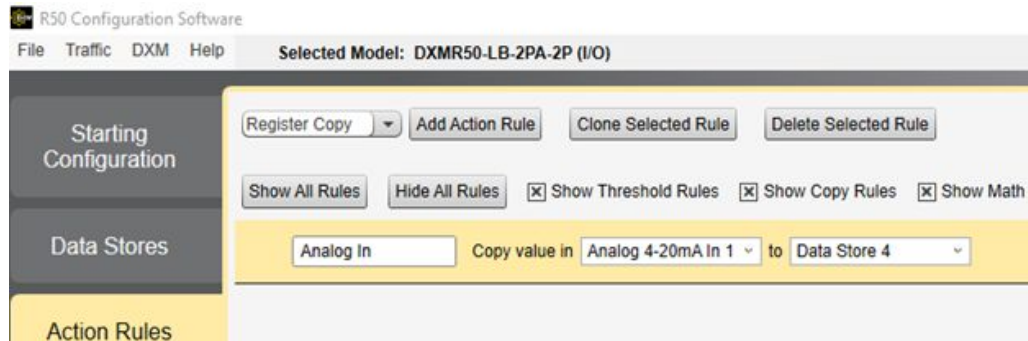 R50 Configuration Software
File Traffic DXM Help Selected Model: DXMR50-LB-2PA-2P (I/O)
Starting
Configuration
Register Copy Add Action Rule Clone Selected Rule Delete Selected Rule
Show All Rules Hide All Rules Show Threshold Rules Show Copy Rules Show Math
Data Stores
Analog In Copy value in Analog 4-20mA In 1 to Data Store 4
Action Rules